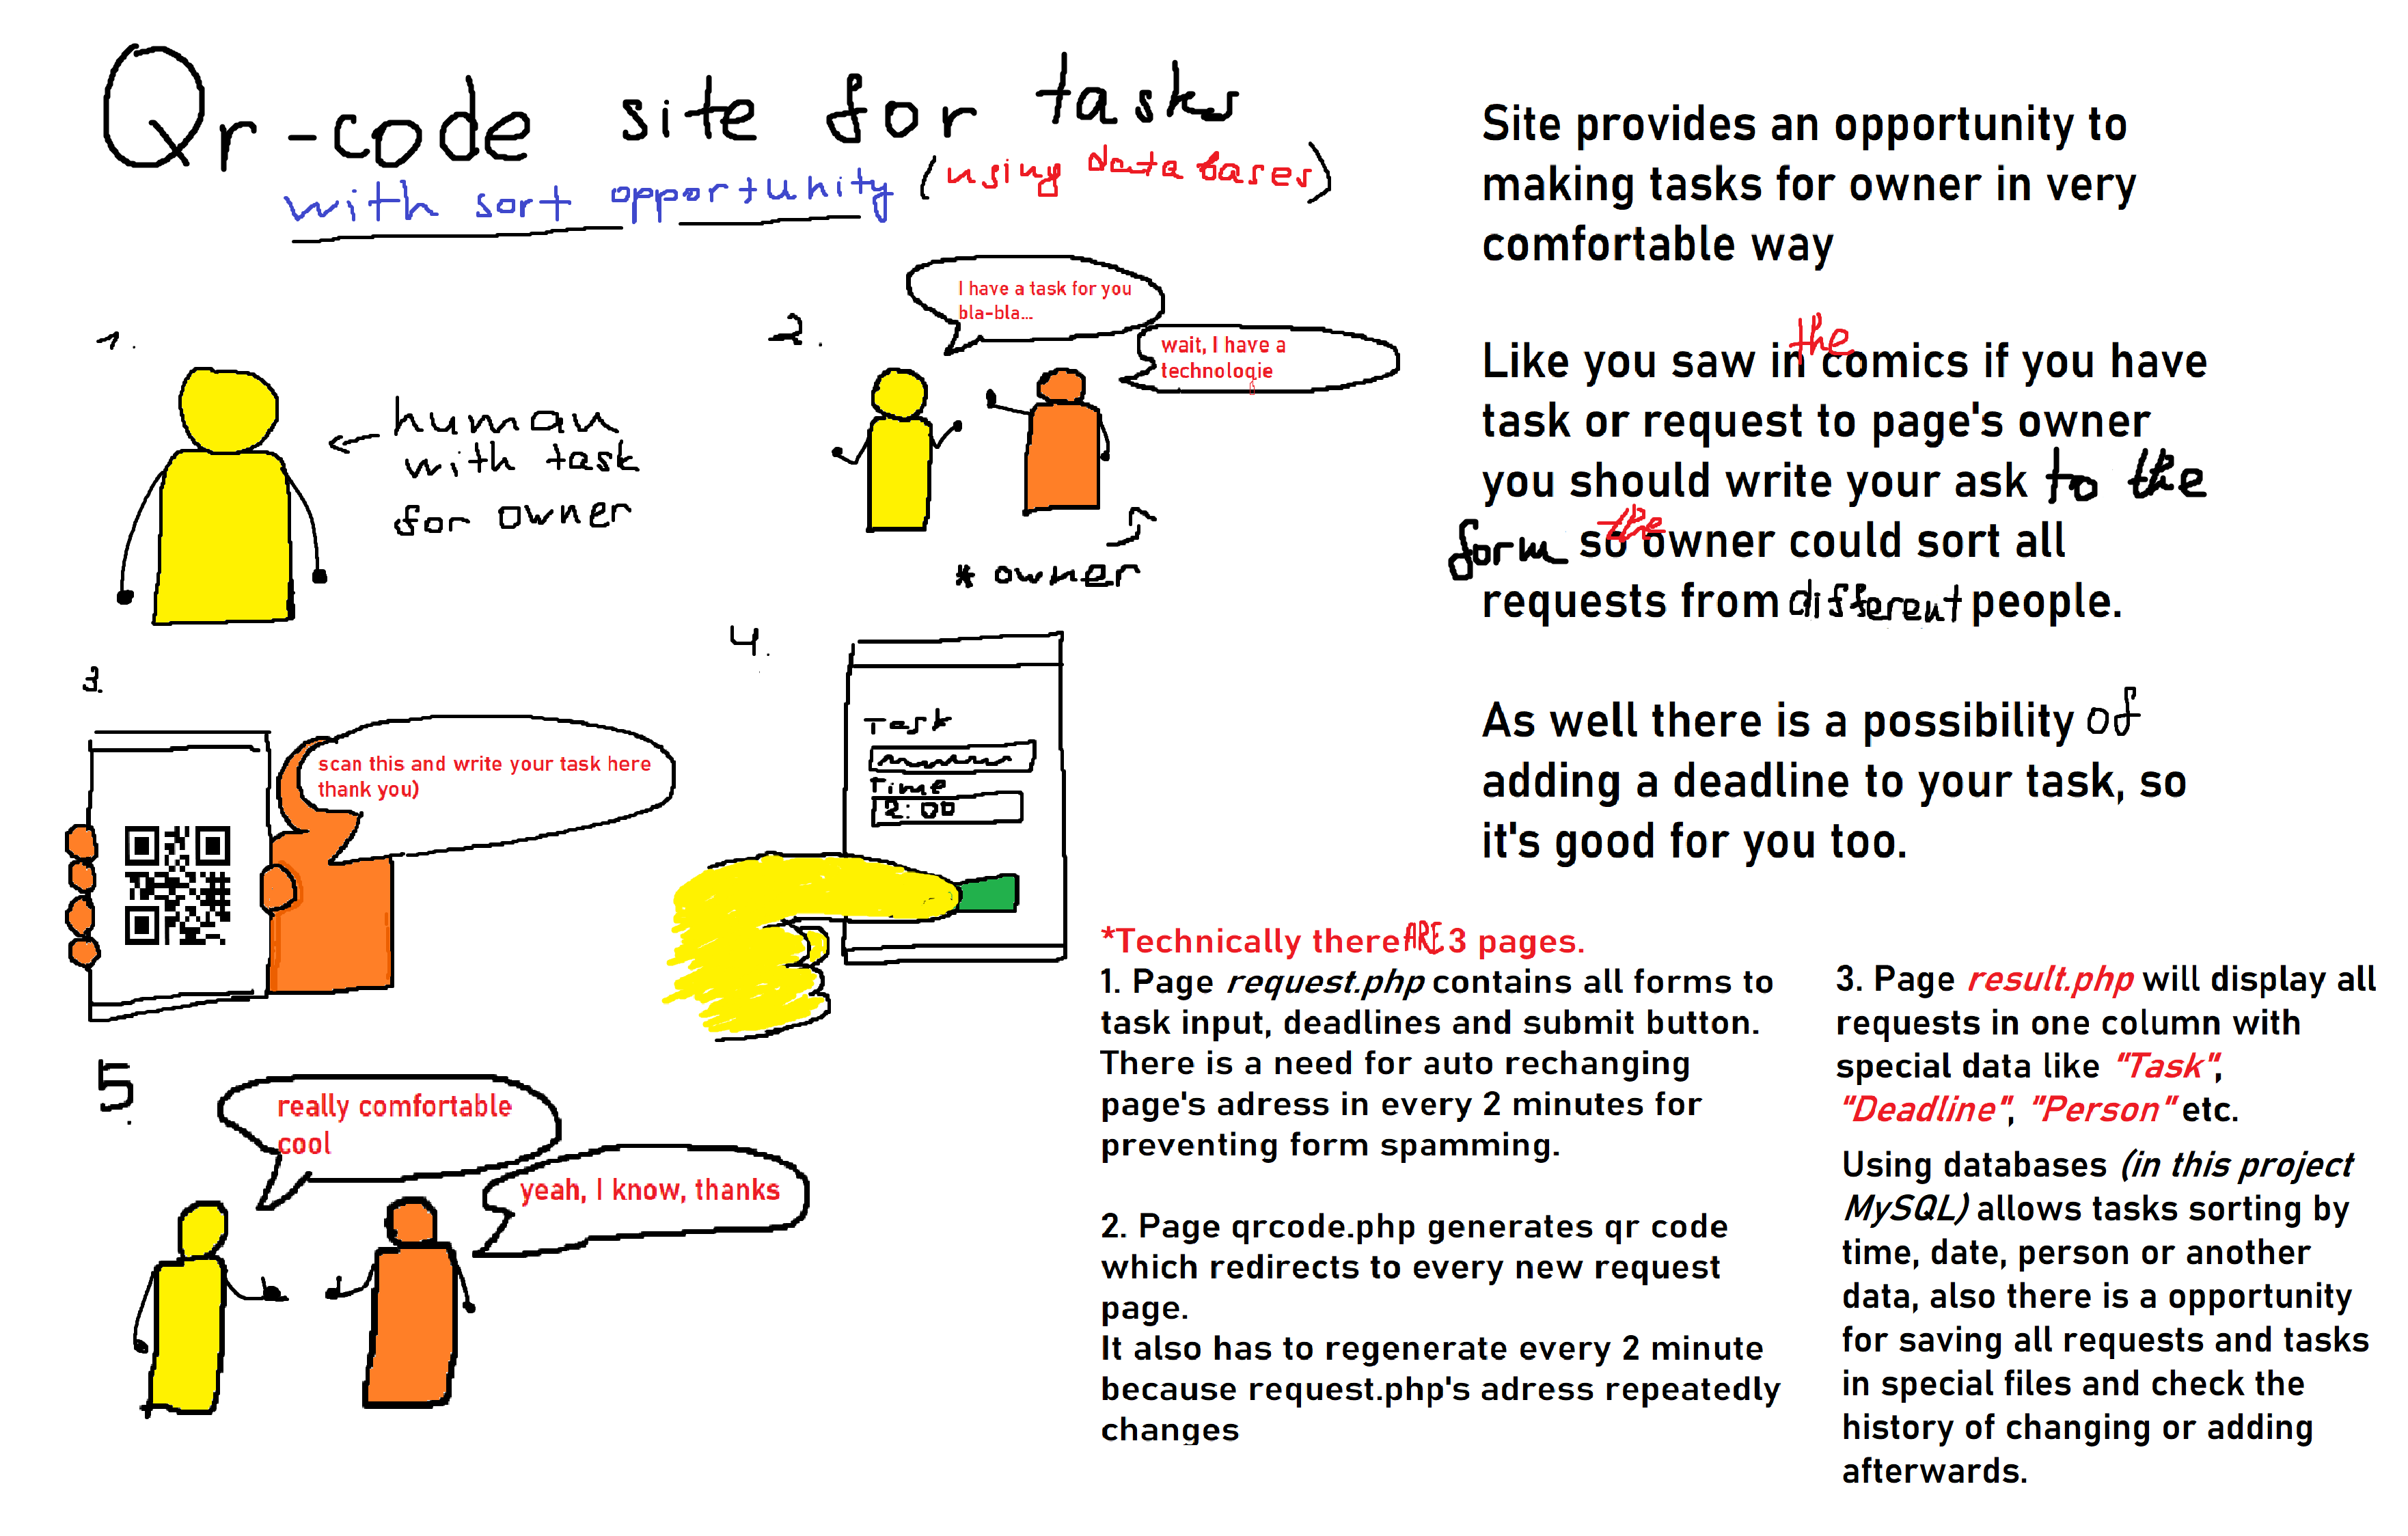 Qr-code site for tasks
with sort opportunity (using databases)
1.
human
with task
for owner
2.
I have a task for you
bla-bla...
wait, I have a
technologie
* owner
3.
scan this and write your task here
thank you)
4.
Task
Time
2:00
5.
really comfortable
cool
yeah, I know, thanks
Site provides an opportunity to
making tasks for owner in very
comfortable way
Like you saw in the comics if you have
task or request to page's owner
you should write your ask to the
form so the owner could sort all
requests from different people.
As well there is a possibility of
adding a deadline to your task, so
it's good for you too.
*Technically there ARE 3 pages.
1. Page request.php contains all forms to
task input, deadlines and submit button.
There is a need for auto rechanging
page's adress in every 2 minutes for
preventing form spamming.
2. Page qrcode.php generates qr code
which redirects to every new request
page.
It also has to regenerate every 2 minute
because request.php's adress repeatedly
changes
3. Page result.php will display all
requests in one column with
special data like "Task",
"Deadline", "Person" etc.
Using databases (in this project
MySQL) allows tasks sorting by
time, date, person or another
data, also there is a opportunity
for saving all requests and tasks
in special files and check the
history of changing or adding
afterwards.